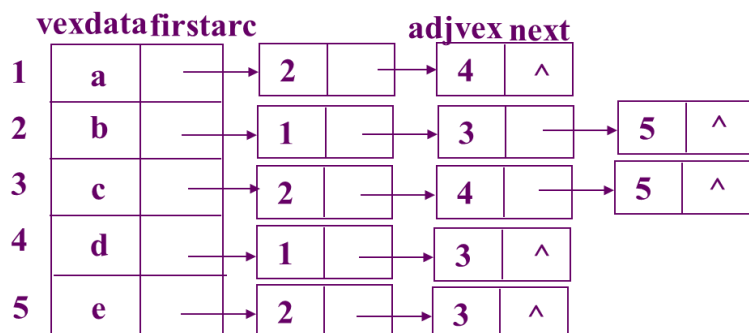 vexdata firstarc adjvex next
1 a 2 4 ^
2 b 1 3 5 ^
3 c 2 4 5 ^
4 d 1 3 ^
5 e 2 3 ^